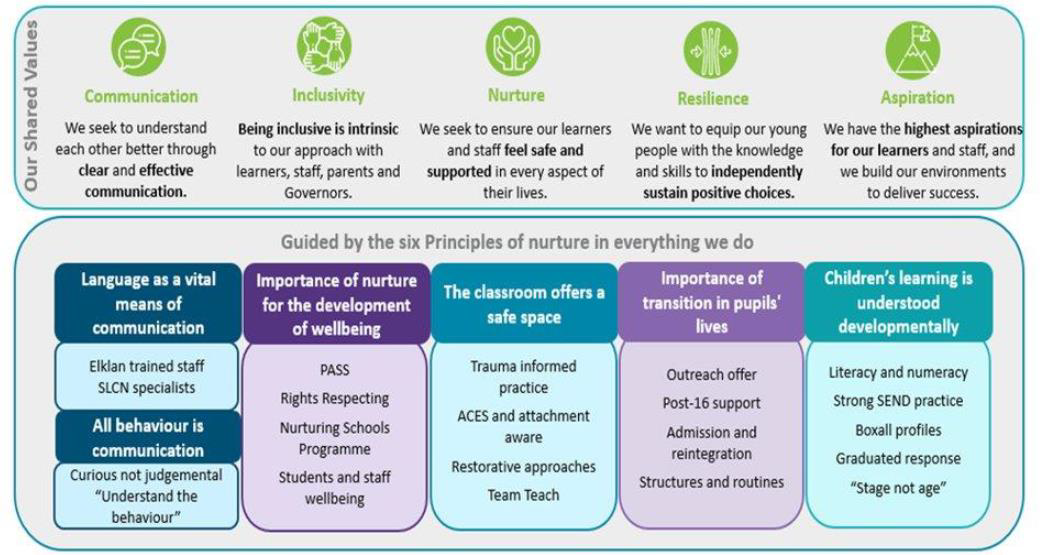 Our Shared Values
Communication
We seek to understand
each other better through
clear and effective
communication.
Inclusivity
Being inclusive is intrinsic
to our approach with
learners, staff, parents and
Governors.
Nurture
We seek to ensure our learners
and staff feel safe and
supported in every aspect of
their lives.
Resilience
We want to equip our young
people with the knowledge
and skills to independently
sustain positive choices.
Aspiration
We have the highest aspirations
for our learners and staff, and
we build our environments
to deliver success.
Guided by the six Principles of nurture in everything we do
Language as a vital
means of
communication
Elklan trained staff
SLCN specialists
All behaviour is
communication
Curious not judgemental
“Understand the
behaviour”
Importance of nurture
for the development
of wellbeing
PASS
Rights Respecting
Nurturing Schools
Programme
Students and staff
wellbeing
The classroom offers a
safe space
Trauma informed
practice
ACES and attachment
aware
Restorative approaches
Team Teach
Importance of
transition in pupils'
lives
Outreach offer
Post-16 support
Admission and
reintegration
Structures and routines
Children’s learning is
understood
developmentally
Literacy and numeracy
Strong SEND practice
Boxall profiles
Graduated response
“Stage not age”